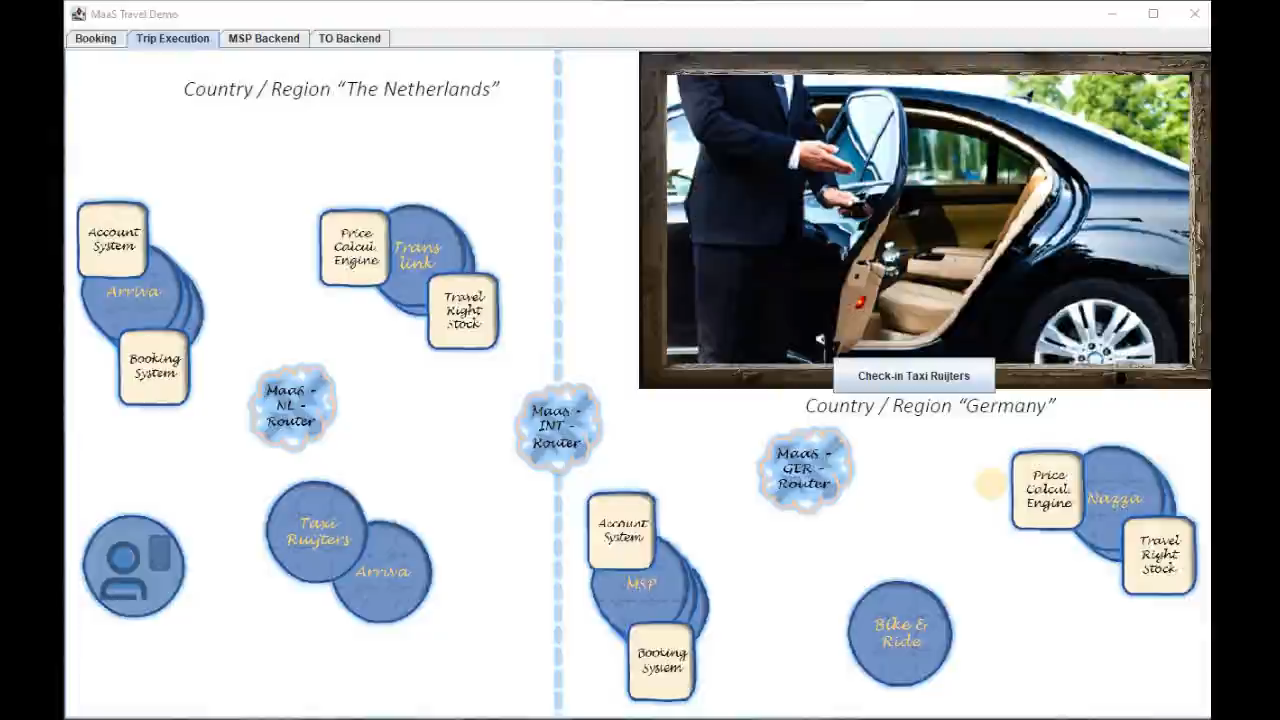 MaaS Travel Demo
Booking
Trip Execution
MSP Backend
TO Backend
Country / Region “The Netherlands”
Account
System
Arriva
Booking
System
Price
Calcul.
Engine
Trans
link
Travel
Right
Stock
Maas -
NL -
Router
Maas -
INT -
Router
Taxi
Ruijters
Arriva
Check-in Taxi Ruijters
Country / Region “Germany”
Maas -
GER -
Router
Account
System
MSP
Booking
System
Price
Calcul.
Engine
Nazza
Travel
Right
Stock
Bike &
Ride